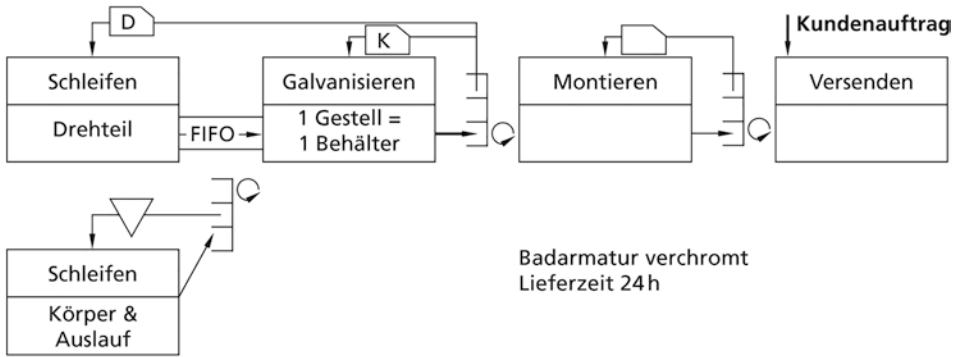 D
K
Kundenauftrag
Schleifen
Galvanisieren
Montieren
Versenden
Drehteil
FIFO
1 Gestell =
1 Behälter
Schleifen
Körper &
Auslauf
Badarmatur verchromt
Lieferzeit 24 h